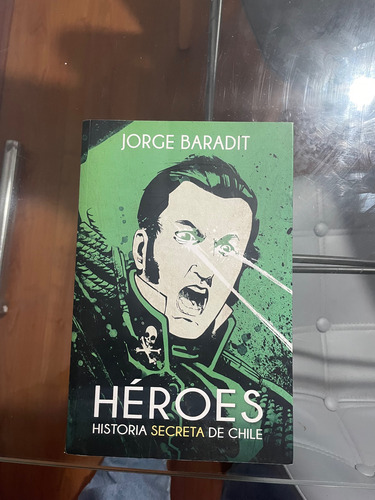 JORGE BARADIT
HÉROES
HISTORIA SECRETA DE CHILE